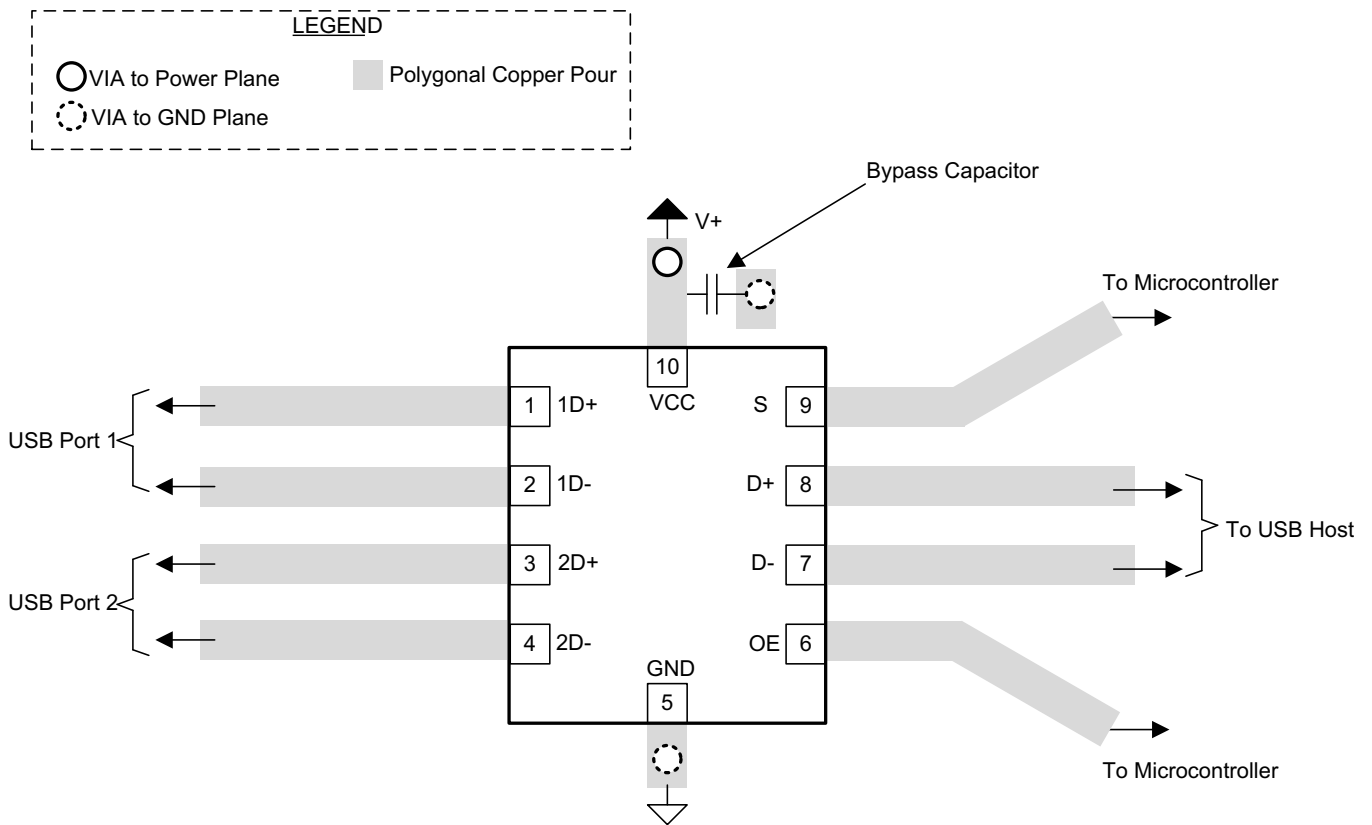 LEGEND
VIA to Power Plane
Polygonal Copper Pour
VIA to GND Plane
Bypass Capacitor
V+
To Microcontroller
10
VCC
1 1D+
S 9
USB Port 1
2 1D-
D+ 8
To USB Host
3 2D+
D- 7
USB Port 2
4 2D-
OE 6
GND
5
To Microcontroller